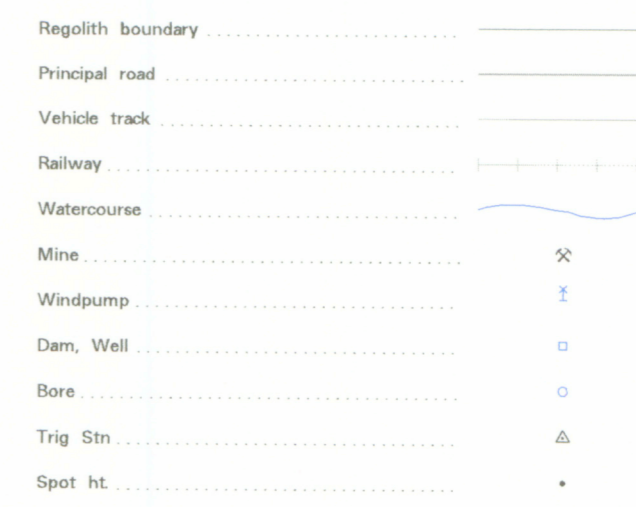 Regolith boundary
Principal road
Vehicle track
Railway
Watercourse
Mine
Windpump
Dam, Well
Bore
Trig Stn
Spot ht.